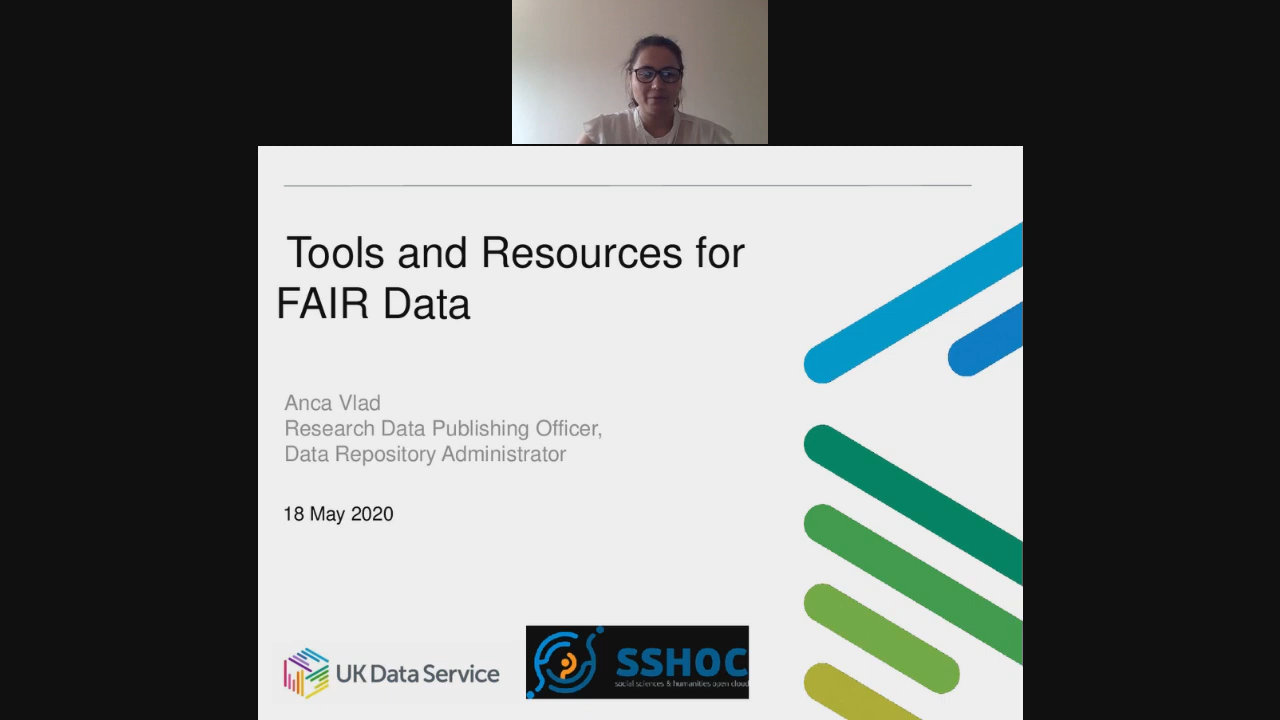 Tools and Resources for
FAIR Data
Anca Vlad
Research Data Publishing Officer,
Data Repository Administrator
18 May 2020
UK Data Service
SSHOC
social sciences & humanities open cloud